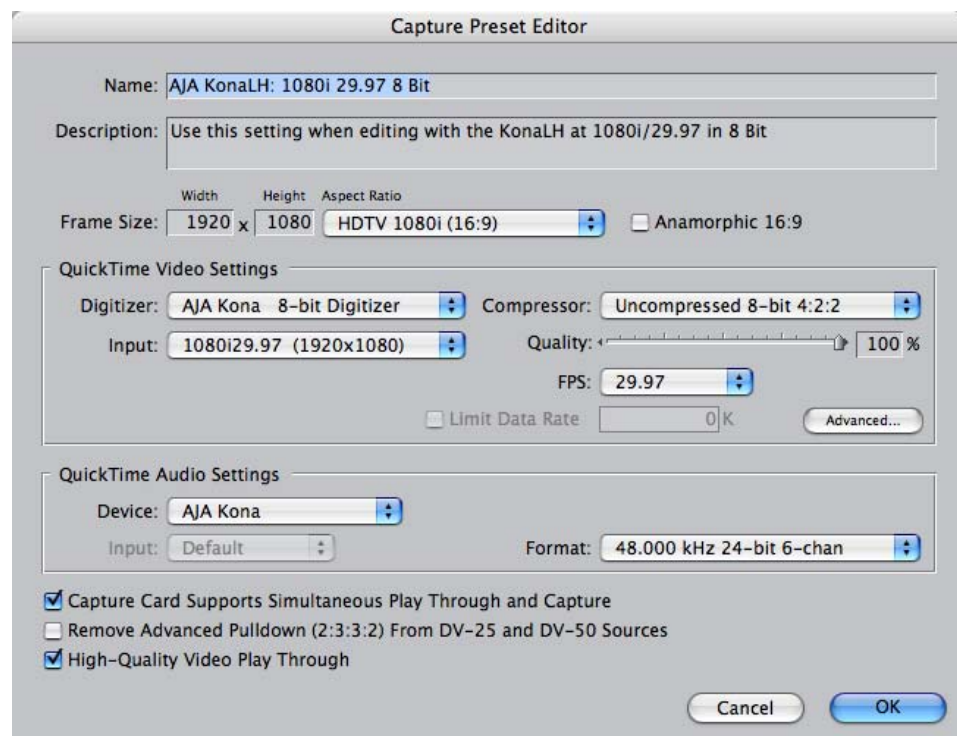 Capture Preset Editor
Name: AJA KonaLH: 1080i 29.97 8 Bit
Description: Use this setting when editing with the KonaLH at 1080i/29.97 in 8 Bit
Width Height Aspect Ratio
Frame Size: 1920 x 1080 HDTV 1080i (16:9) Anamorphic 16:9
QuickTime Video Settings
Digitizer: AJA Kona 8-bit Digitizer Compressor: Uncompressed 8-bit 4:2:2
Input: 1080i29.97 (1920x1080) Quality: 100 %
FPS: 29.97
Limit Data Rate 0 K Advanced...
QuickTime Audio Settings
Device: AJA Kona
Input: Default Format: 48.000 kHz 24-bit 6-chan
Capture Card Supports Simultaneous Play Through and Capture
Remove Advanced Pulldown (2:3:3:2) From DV-25 and DV-50 Sources
High-Quality Video Play Through
Cancel OK